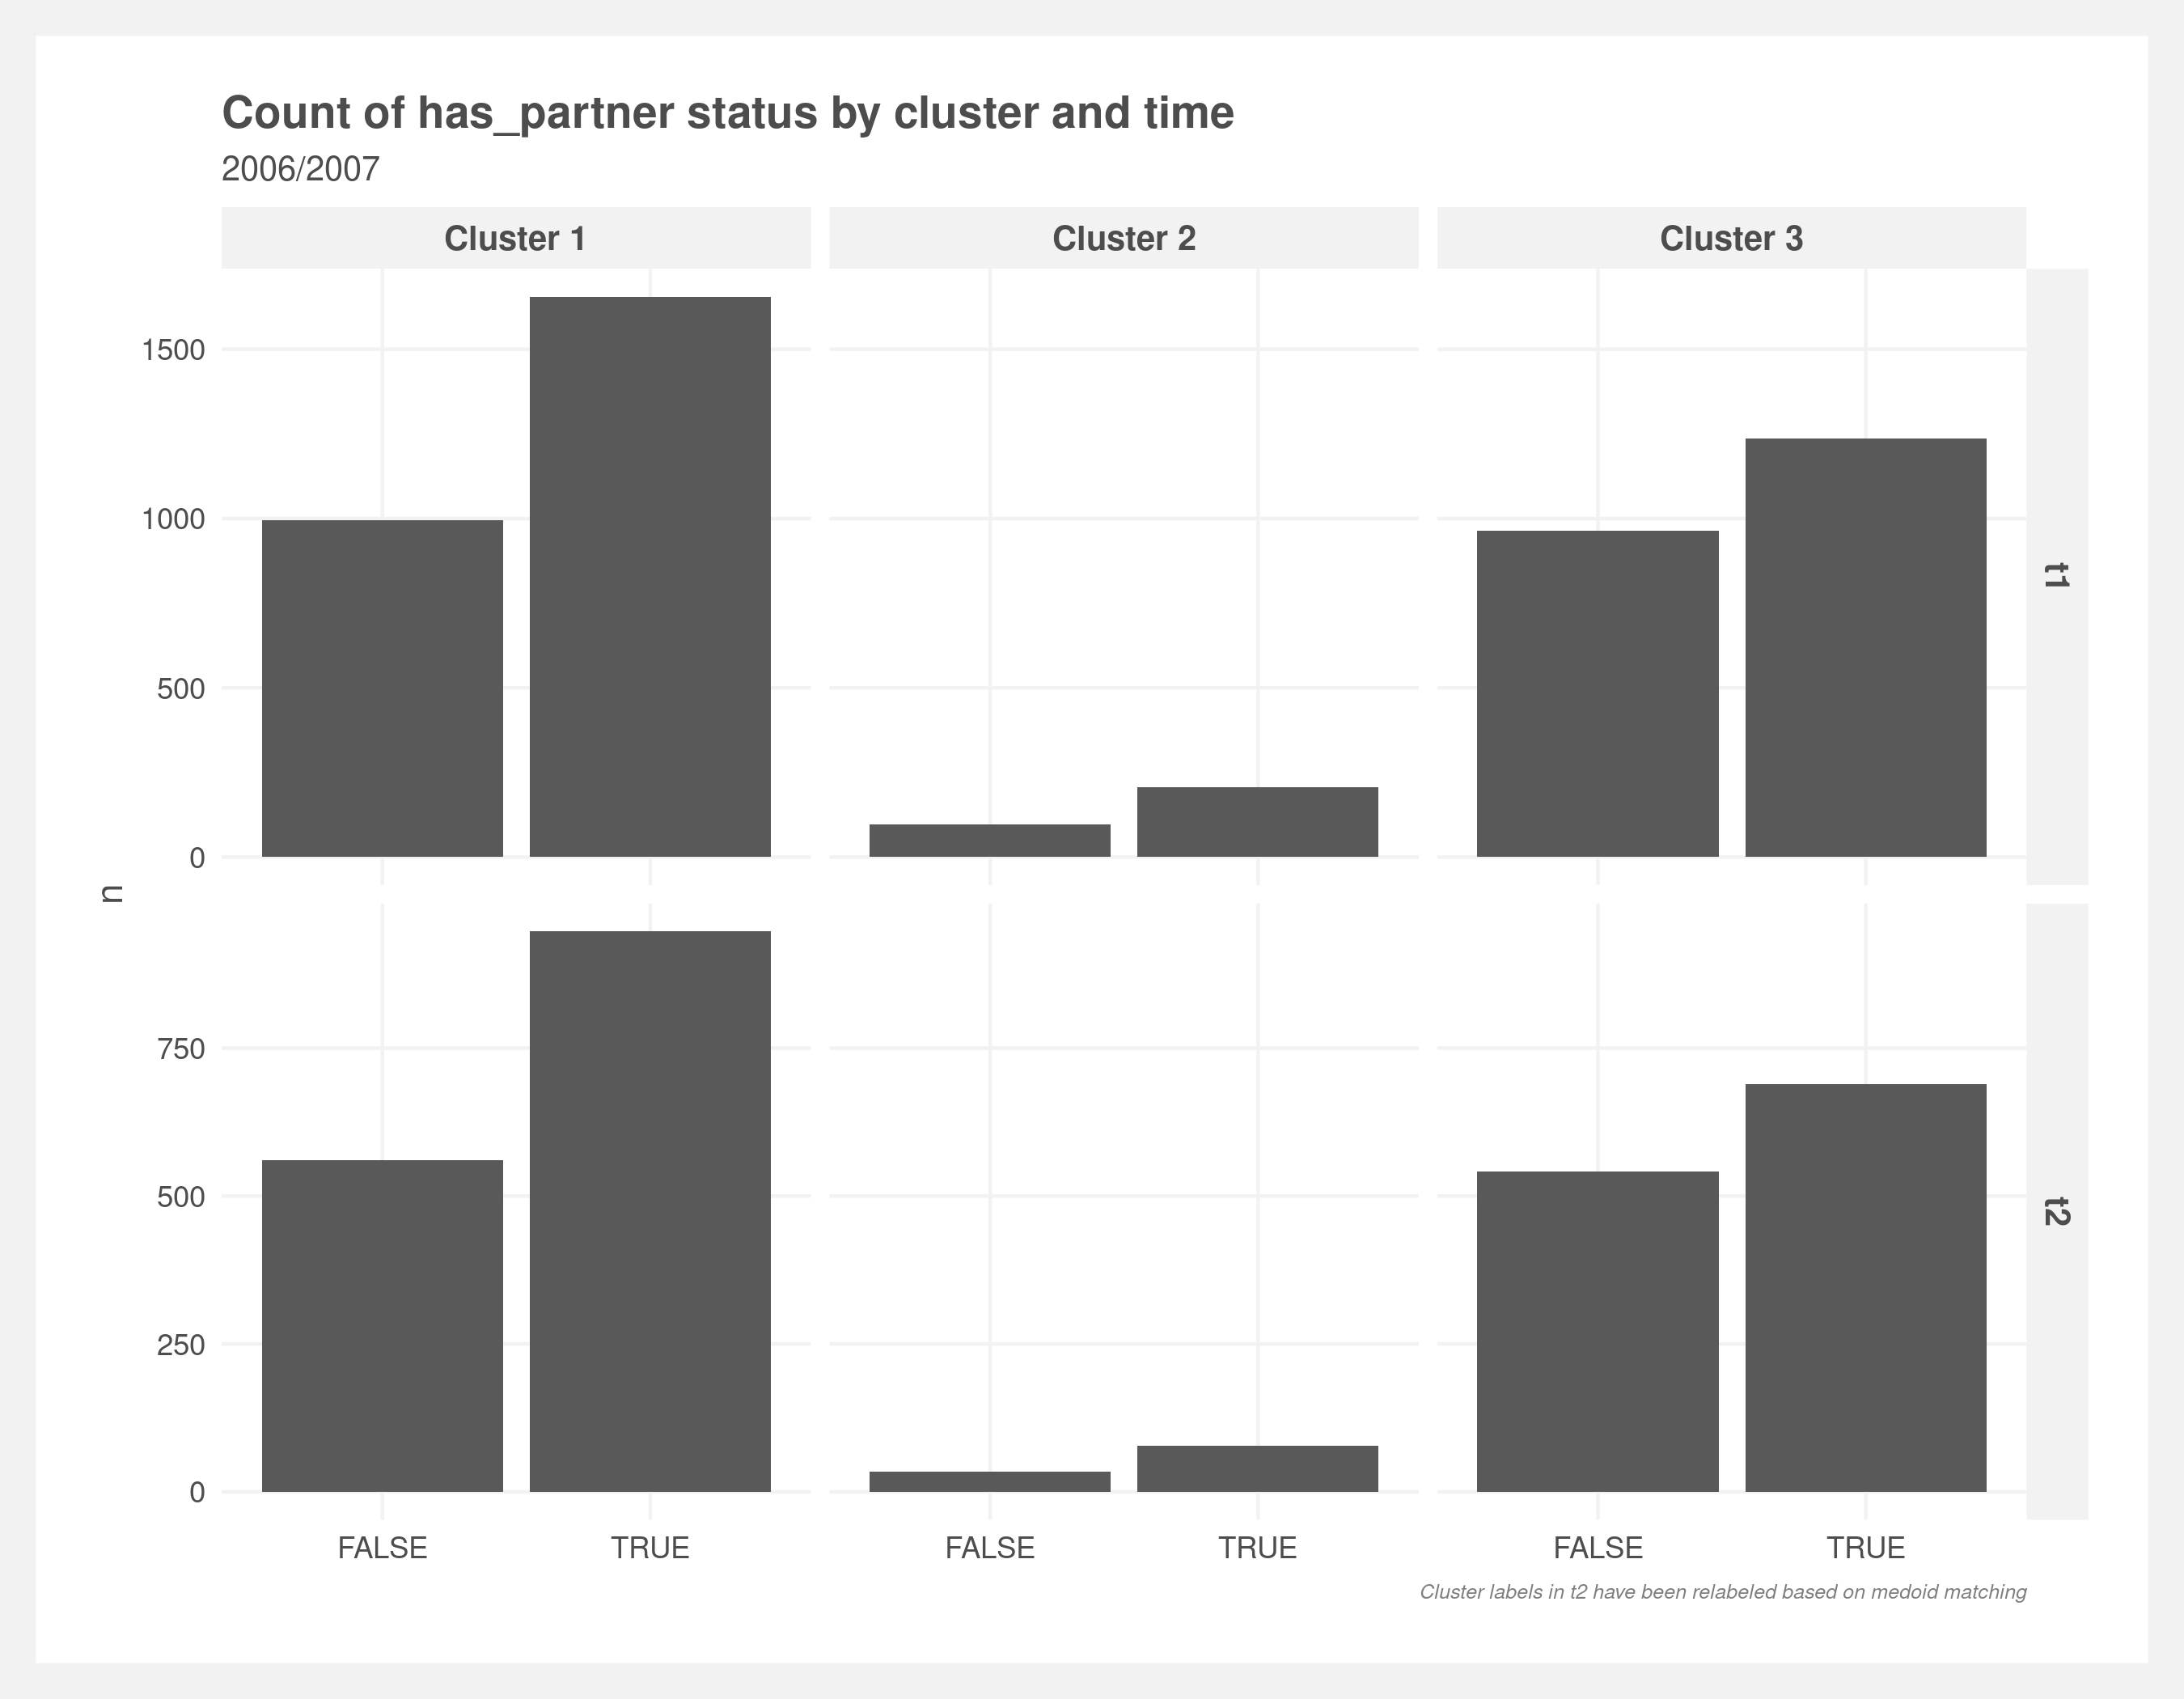 Count of has_partner status by cluster and time
2006/2007
Cluster 1 Cluster 2 Cluster 3
1500
1000
500
0
t1
n
750
500
250
0
t2
FALSE TRUE FALSE TRUE FALSE TRUE
Cluster labels in t2 have been relabeled based on medoid matching